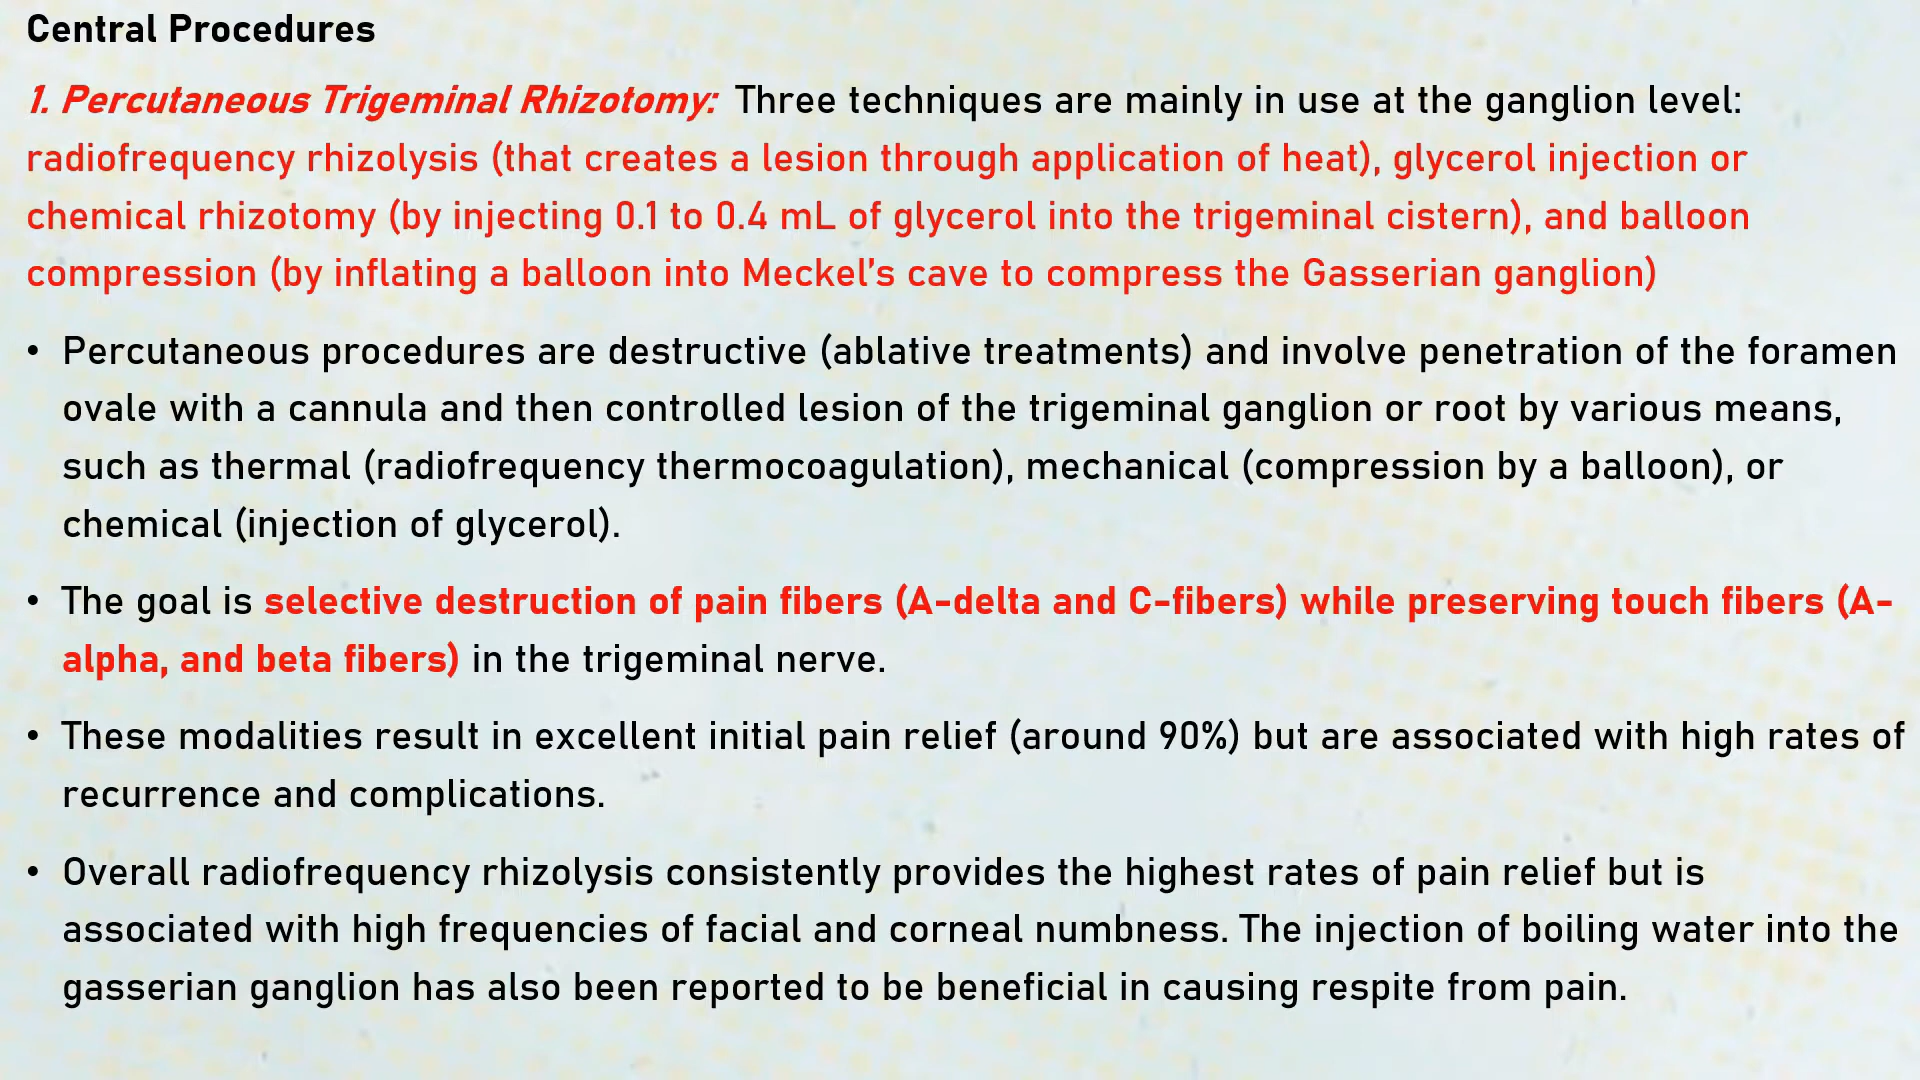 Central Procedures
1. Percutaneous Trigeminal Rhizotomy: Three techniques are mainly in use at the ganglion level:
radiofrequency rhizolysis (that creates a lesion through application of heat), glycerol injection or
chemical rhizotomy (by injecting 0.1 to 0.4 mL of glycerol into the trigeminal cistern), and balloon
compression (by inflating a balloon into Meckel's cave to compress the Gasserian ganglion)
• Percutaneous procedures are destructive (ablative treatments) and involve penetration of the foramen
ovale with a cannula and then controlled lesion of the trigeminal ganglion or root by various means,
such as thermal (radiofrequency thermocoagulation), mechanical (compression by a balloon), or
chemical (injection of glycerol).
• The goal is selective destruction of pain fibers (A-delta and C-fibers) while preserving touch fibers (A-
alpha, and beta fibers) in the trigeminal nerve.
• These modalities result in excellent initial pain relief (around 90%) but are associated with high rates of
recurrence and complications.
• Overall radiofrequency rhizolysis consistently provides the highest rates of pain relief but is
associated with high frequencies of facial and corneal numbness. The injection of boiling water into the
gasserian ganglion has also been reported to be beneficial in causing respite from pain.